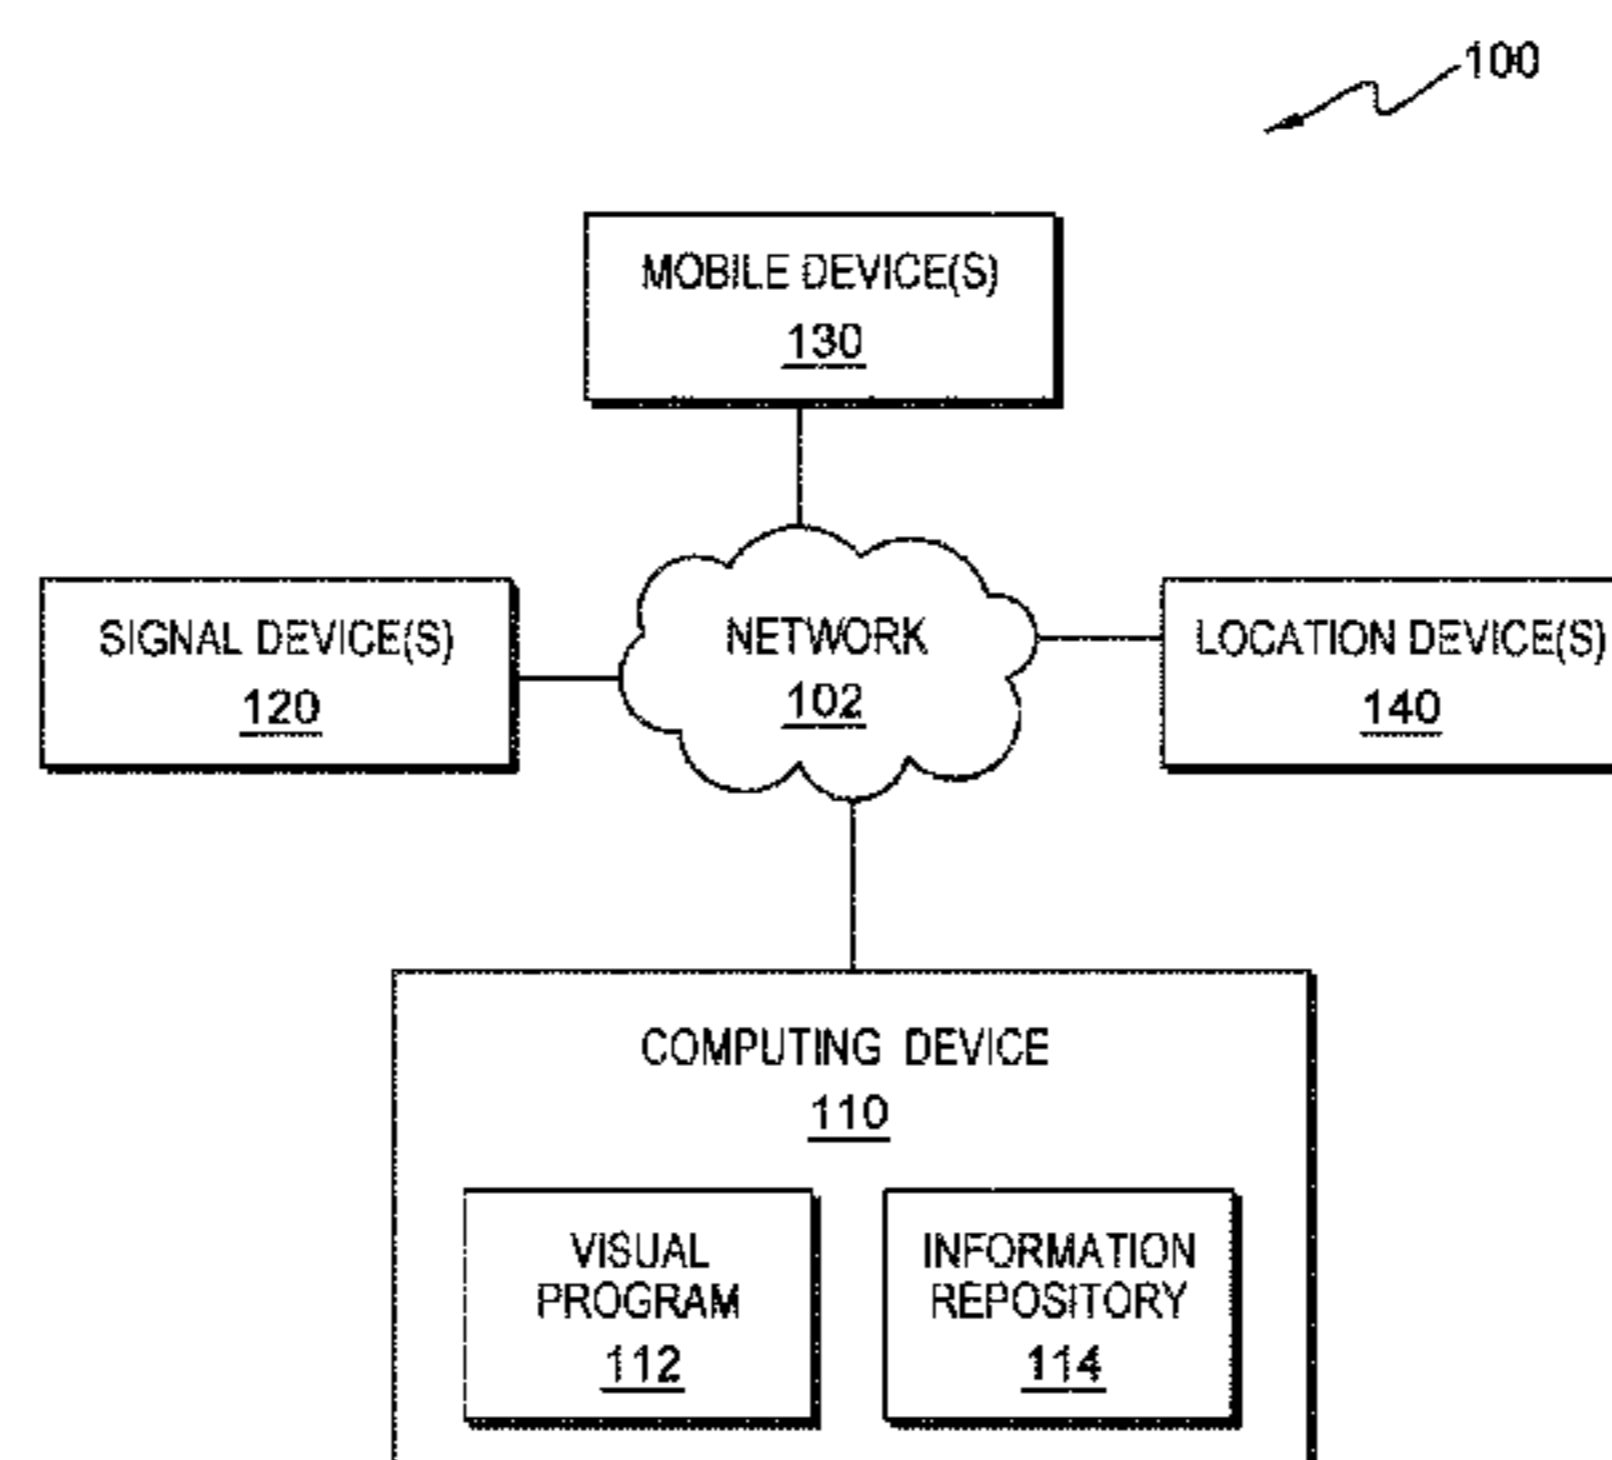 100
MOBILE DEVICE(S)
130
SIGNAL DEVICE(S)
120
NETWORK
102
LOCATION DEVICE(S)
140
COMPUTING DEVICE
110
VISUAL
PROGRAM
112
INFORMATION
REPOSITORY
114